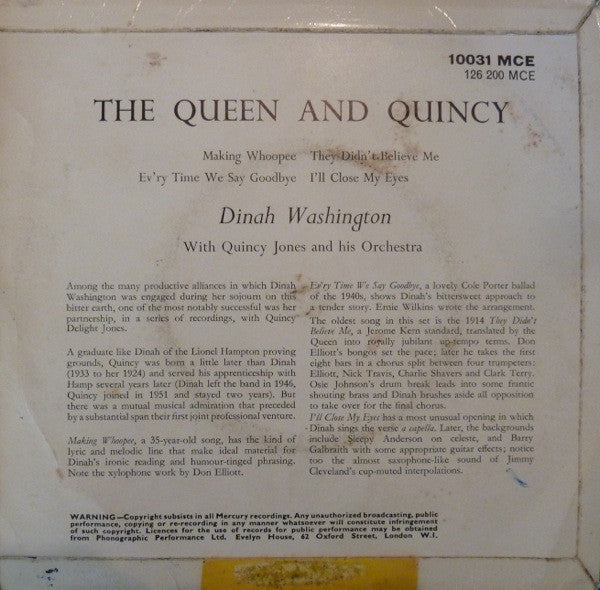 10031 MCE
126 200 MCE
THE QUEEN AND QUINCY
Making Whoopee They Didn't Believe Me
Ev'ry Time We Say Goodbye I'll Close My Eyes
Dinah Washington
With Quincy Jones and his Orchestra
Among the many productive alliances in which Dinah
Washington was engaged during her sojourn on this
bitter earth, one of the most notably successful was her
partnership, in a series of recordings, with Quincy
Delight Jones.
A graduate like Dinah of the Lionel Hampton proving
grounds, Quincy was born a little later than Dinah
(1933 to her 1924) and served his apprenticeship with
Hamp several years later (Dinah left the band in 1946,
Quincy joined in 1951 and stayed two years). But
there was a mutual musical admiration that preceded
by a substantial span their first joint professional venture.
Making Whoopee, a 35-year-old song, has the kind of
lyric and melodic line that make ideal material for
Dinah's ironic reading and humour-tinged phrasing.
Note the xylophone work by Don Elliott.
Ev'ry Time We Say Goodbye, a lovely Cole Porter ballad
of the 1940s, shows Dinah's bittersweet approach to
a tender story. Ernie Wilkins wrote the arrangement.
The oldest song in this set is the 1914 They Didn't
Believe Me, a Jerome Kern standard, translated by the
Queen into royally jubilant up-tempo terms. Don
Elliott's bongos set the pace; later he takes the first
eight bars in a chorus split between four trumpeters:
Elliott, Nick Travis, Charlie Shavers and Clark Terry.
Osie Johnson's drum break leads into some frantic
shouting brass and Dinah brushes aside all opposition
to take over for the final chorus.
I'll Close My Eyes has a most unusual opening in which
Dinah sings the verse a capella. Later, the backgrounds
include Sleepy Anderson on celeste, and Barry
Galbraith with some appropriate guitar effects; notice
too the almost saxophone-like sound of Jimmy
Cleveland's cup-muted interpolations.
WARNING—Copyright subsists in all Mercury recordings. Any unauthorized broadcasting, public
performance, copying or re-recording in any manner whatsoever will constitute infringement
of such copyright. Licences for the use of records for public performance may be obtained
from Phonographic Performance Ltd. Evelyn House, 62 Oxford Street, London W.I.